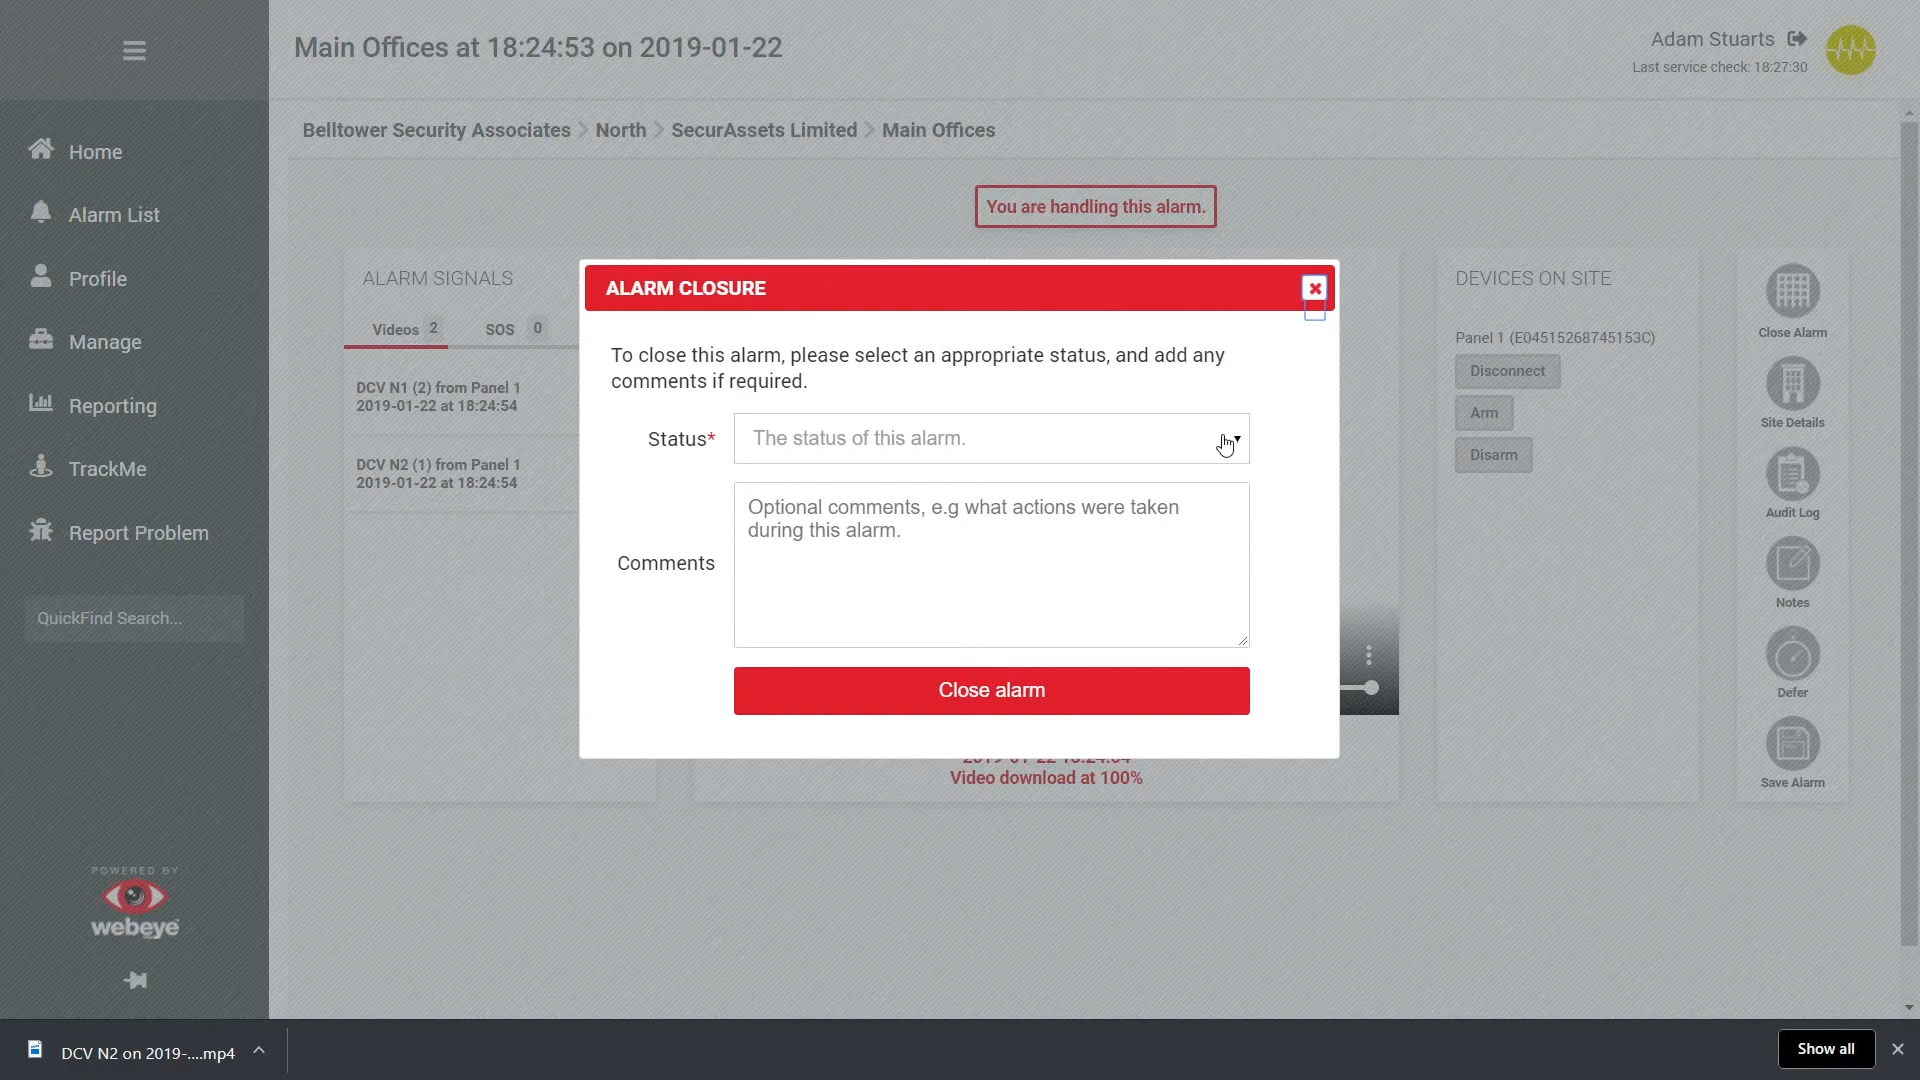 Main Offices at 18:24:53 on 2019-01-22
Adam Stuarts
Last service check: 18:27:30
Home
Alarm List
Profile
Manage
Reporting
TrackMe
Report Problem
QuickFind Search...
POWERED BY
webeye
Belltower Security Associates
North
SecurAssets Limited
Main Offices
You are handling this alarm.
ALARM SIGNALS
Videos 2
SOS 0
DCV N1 (2) from Panel 1
2019-01-22 at 18:24:54
DCV N2 (1) from Panel 1
2019-01-22 at 18:24:54
ALARM CLOSURE
To close this alarm, please select an appropriate status, and add any
comments if required.
Status*
The status of this alarm.
Comments
Optional comments, e.g what actions were taken
during this alarm.
Close alarm
Video download at 100%
DEVICES ON SITE
Panel 1 (E04515268745153C)
Disconnect
Arm
Disarm
Close Alarm
Site Details
Audit Log
Notes
Defer
Save Alarm
DCV N2 on 2019-....mp4
Show all